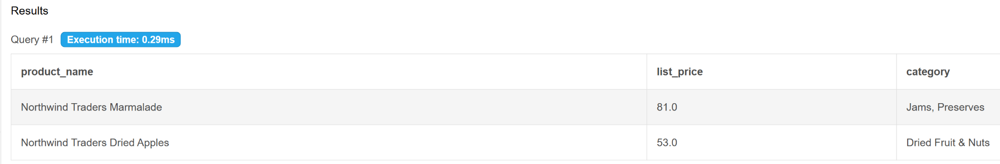 Results
Query #1 Execution time: 0.29ms
product_name list_price category
Northwind Traders Marmalade 81.0 Jams, Preserves
Northwind Traders Dried Apples 53.0 Dried Fruit & Nuts